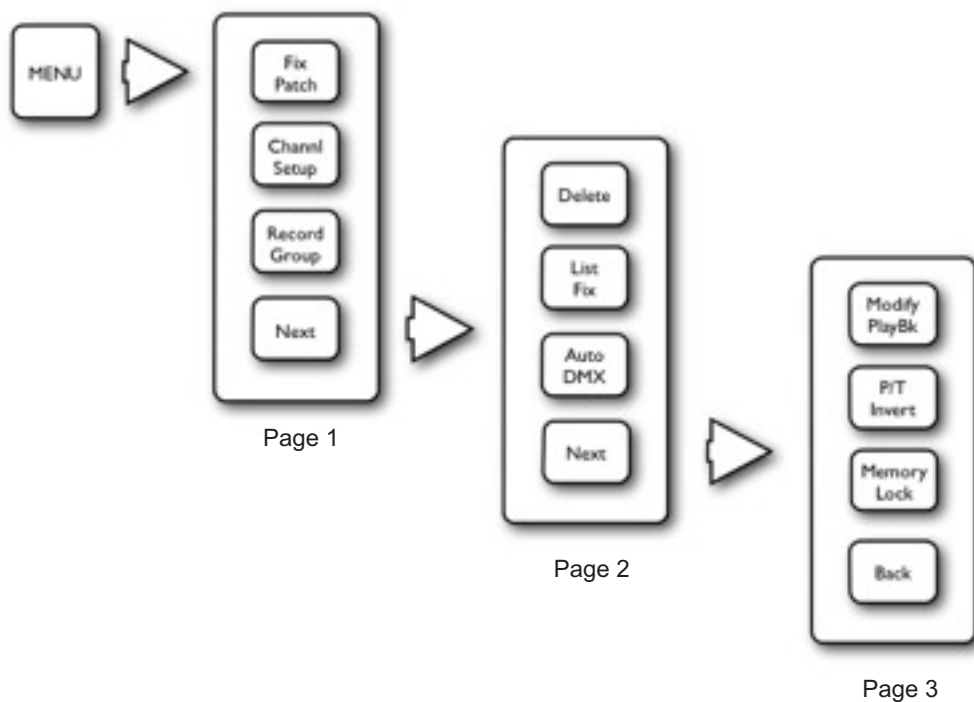 MENU
Fix
Patch
Channl
Setup
Record
Group
Next
Page 1
Delete
List
Fix
Auto
DMX
Next
Page 2
Modify
PlayBk
P/T
Invert
Memory
Lock
Back
Page 3